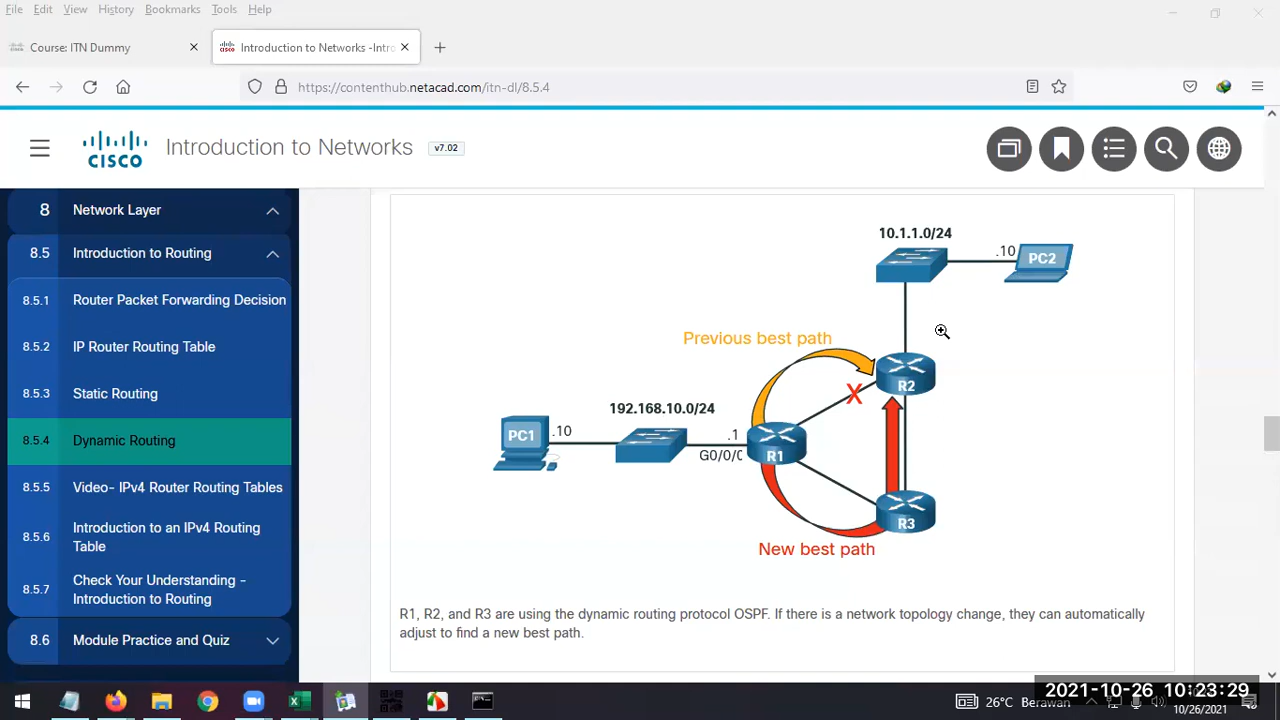 File Edit View History Bookmarks Tools Help
Course: ITN Dummy
Introduction to Networks -Intro
https://contenthub.netacad.com/itn-dl/8.5.4
CISCO
Introduction to Networks v7.02
8 Network Layer
8.5 Introduction to Routing
8.5.1 Router Packet Forwarding Decision
8.5.2 IP Router Routing Table
8.5.3 Static Routing
8.5.4 Dynamic Routing
8.5.5 Video- IPv4 Router Routing Tables
8.5.6 Introduction to an IPv4 Routing
Table
8.5.7 Check Your Understanding -
Introduction to Routing
8.6 Module Practice and Quiz
10.1.1.0/24
.10
PC2
Previous best path
R2
X
192.168.10.0/24
PC1
.10
.1
G0/0/0
R1
R3
New best path
R1, R2, and R3 are using the dynamic routing protocol OSPF. If there is a network topology change, they can automatically
adjust to find a new best path.
26°C Berawan
2021-10-26 10:23:29
10/26/2021